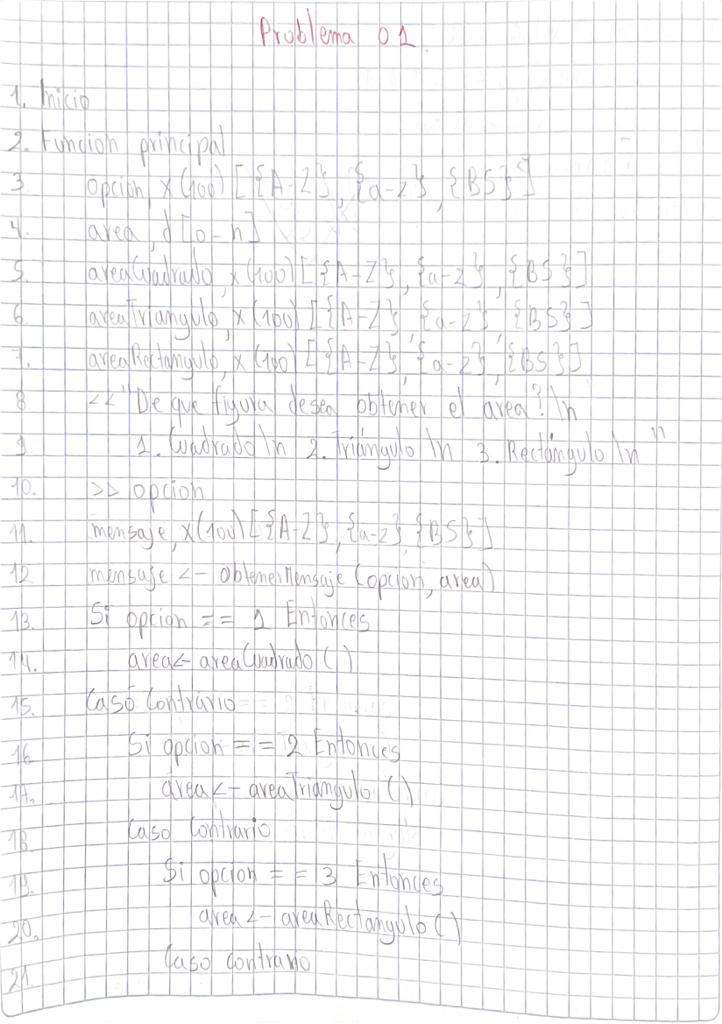 Problema 01
1. Inicio
2. Funcion principal
3 opcion, x (100) [{A-Z}, {a-z}, {BS}]
4. area, d [0-n]
5. areaCuadrado, x (100) [{A-Z}, {a-z}, {BS}]
6 areaTriangulo, x (100) [{A-Z}, {a-z}, {BS}]
7. areaRectangulo, x (100) [{A-Z}, {a-z}, {BS}]
8 << "De que figura desea obtener el area? \n
9 1. Cuadrado \n 2. Triángulo \n 3. Rectángulo \n"
10. >> opcion
11. mensaje, x (100) [{A-Z}, {a-z}, {BS}]
12 mensaje <- ObtenerMensaje (opcion, area)
13. Si opcion == 1 Entonces
14. area <- areaCuadrado ()
15. Caso Contrario
16 Si opcion == 2 Entonces
17. area <- areaTriangulo ()
18. Caso Contrario
19. Si opcion == 3 Entonces
20. area <- areaRectangulo ()
21. Caso contrario